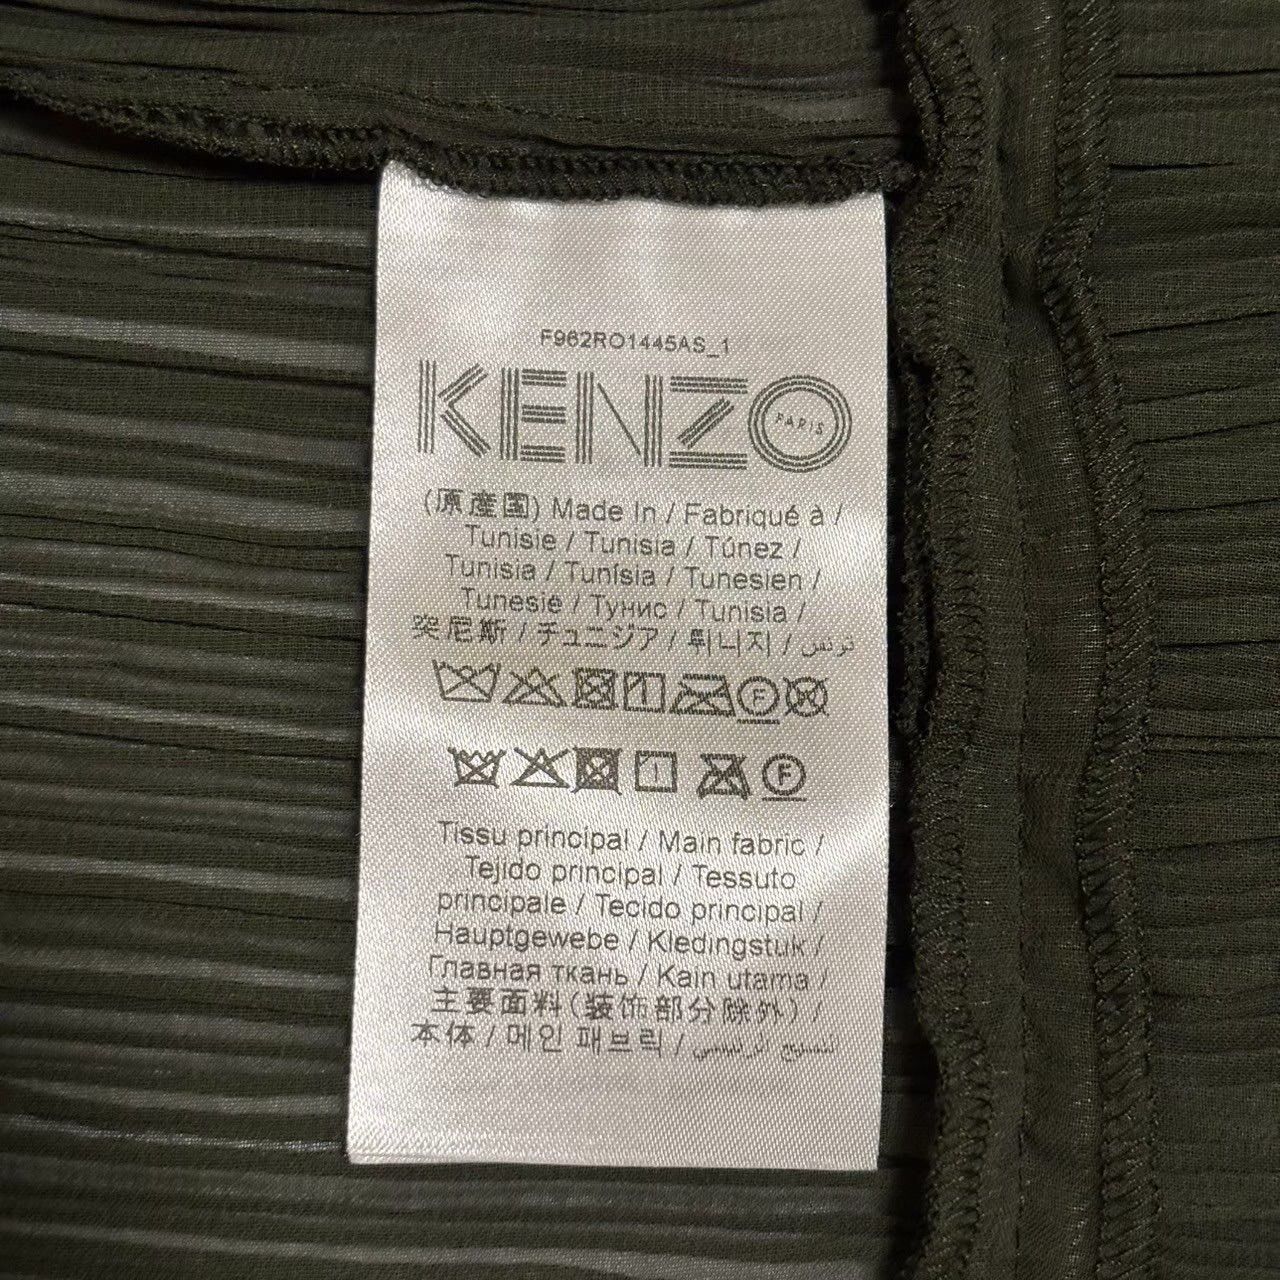 F962RO1445AS_1
KENZO
PARIS
(原産国) Made In / Fabriqué à /
Tunisie / Tunisia / Túnez /
Tunisia / Tunísia / Tunesien /
Tunesië / Тунис / Tunisia /
突尼斯 / チュニジア / 튀니지 / تونس
F
F
Tissu principal / Main fabric /
Tejido principal / Tessuto
principale / Tecido principal /
Hauptgewebe / Kledingstuk /
Главная ткань / Kain utama /
主要面料(装饰部分除外) /
本体 / 메인 패브릭 / النسيج الرئيسي